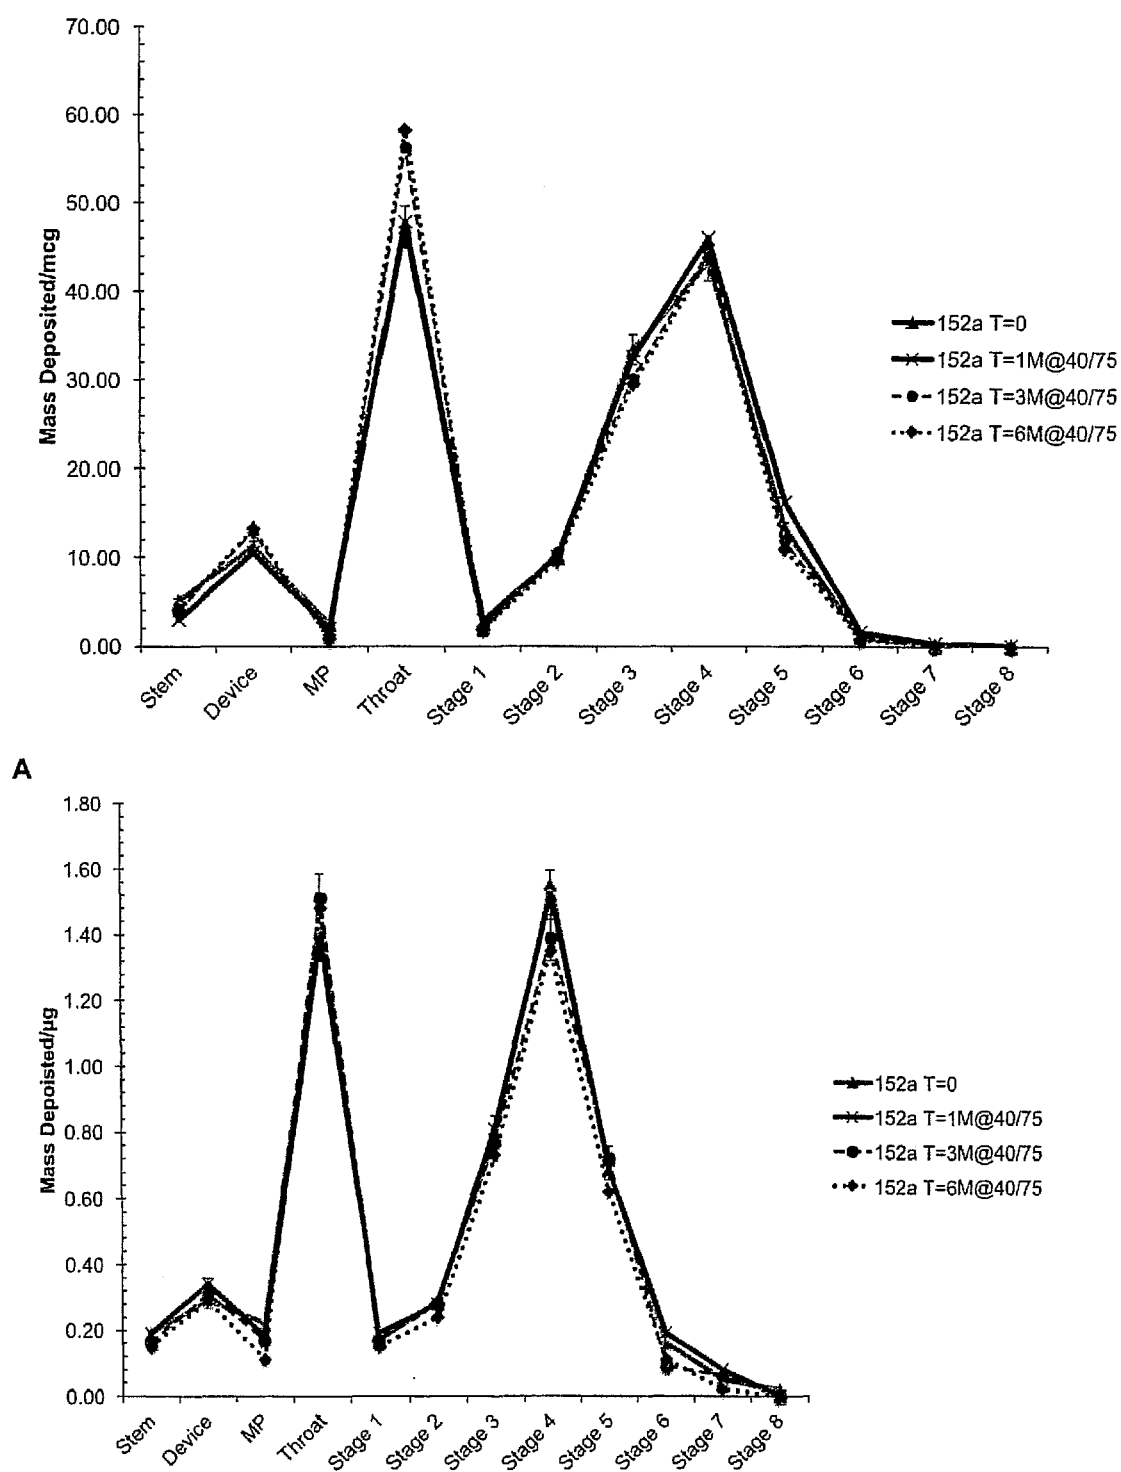 70.00
60.00
50.00
40.00
30.00
20.00
10.00
0.00
Mass Deposited/mcg
Stem
Device
MP
Throat
Stage 1
Stage 2
Stage 3
Stage 4
Stage 5
Stage 6
Stage 7
Stage 8
152a T=0
152a T=1M@40/75
152a T=3M@40/75
152a T=6M@40/75
A
1.80
1.60
1.40
1.20
1.00
0.80
0.60
0.40
0.20
0.00
Mass Depoisted/µg
Stem
Device
MP
Throat
Stage 1
Stage 2
Stage 3
Stage 4
Stage 5
Stage 6
Stage 7
Stage 8
152a T=0
152a T=1M@40/75
152a T=3M@40/75
152a T=6M@40/75